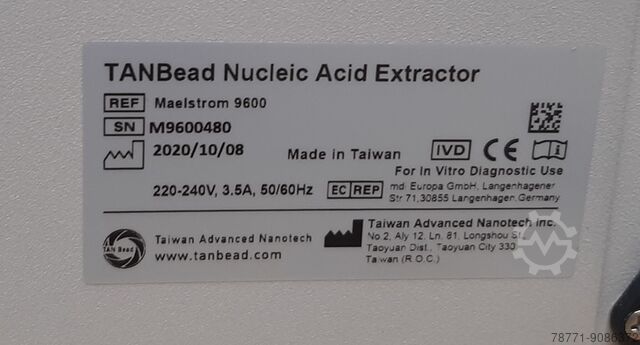 TANBead Nucleic Acid Extractor
REF Maelstrom 9600
SN M9600480
2020/10/08 Made in Taiwan IVD CE
For In Vitro Diagnostic Use
220-240V, 3.5A, 50/60Hz EC REP md. Europa GmbH, Langenhagener
Str 71,30855 Langenhagen,Germany
TAN Bead Taiwan Advanced Nanotech
www.tanbead.com
Taiwan Advanced Nanotech Inc.
No.2, Aly 12, Ln. 81, Longshou
Taoyuan Dist., Taoyuan City 330
Taiwan (R.O.C.)
78771-9086372